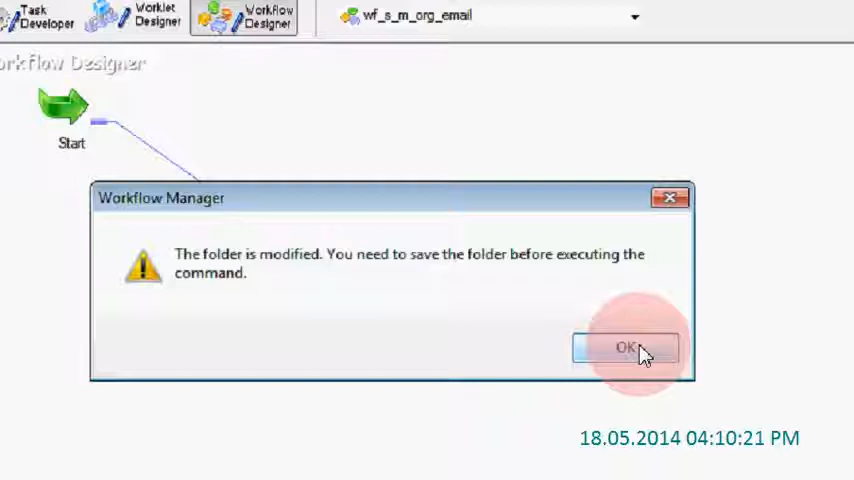 Task
Developer
Worklet
Designer
Workflow
Designer
wf_s_m_org_email
orkflow Designer
Start
Workflow Manager
The folder is modified. You need to save the folder before executing the
command.
OK
18.05.2014 04:10:21 PM